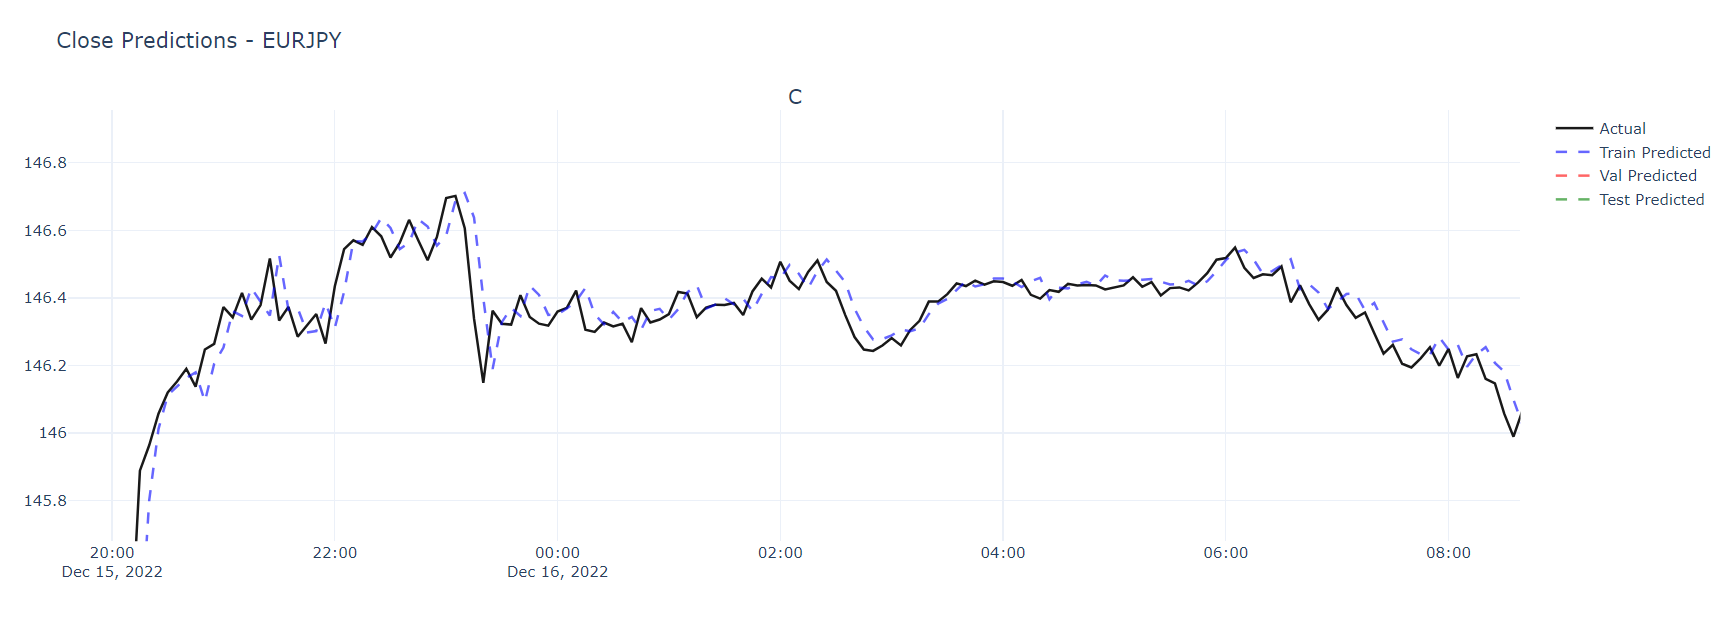 Close Predictions - EURJPY
C
Actual
Train Predicted
Val Predicted
Test Predicted
146.8
146.6
146.4
146.2
146
145.8
20:00 22:00 00:00 02:00 04:00 06:00 08:00
Dec 15, 2022 Dec 16, 2022